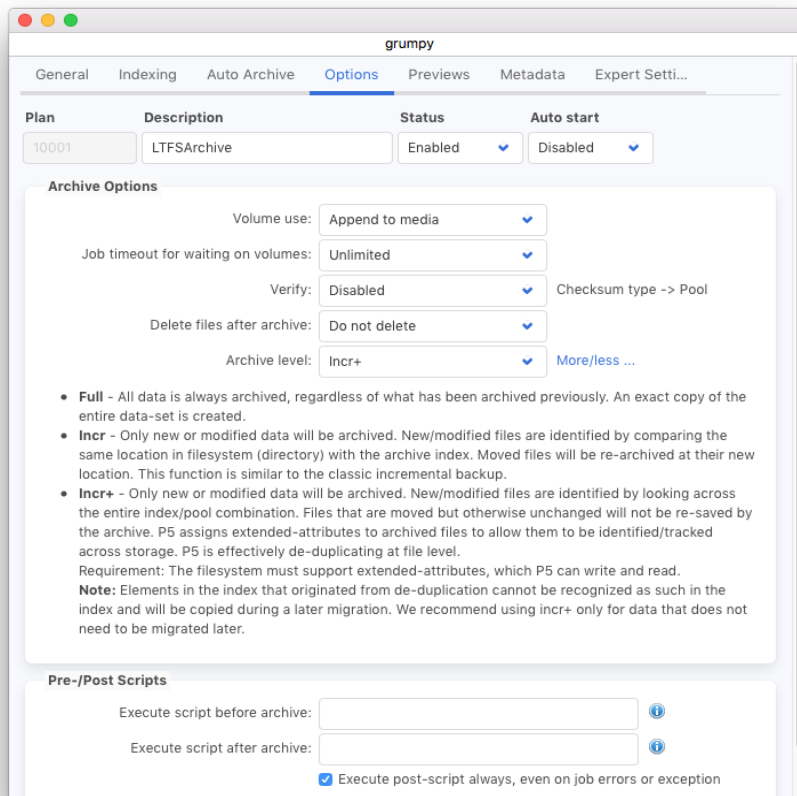 grumpy
General Indexing Auto Archive Options Previews Metadata Expert Setti...
Plan Description Status Auto start
10001 LTFSArchive Enabled Disabled
Archive Options
Volume use: Append to media
Job timeout for waiting on volumes: Unlimited
Verify: Disabled Checksum type -> Pool
Delete files after archive: Do not delete
Archive level: Incr+ More/less ...
• Full - All data is always archived, regardless of what has been archived previously. An exact copy of the
entire data-set is created.
• Incr - Only new or modified data will be archived. New/modified files are identified by comparing the
same location in filesystem (directory) with the archive index. Moved files will be re-archived at their new
location. This function is similar to the classic incremental backup.
• Incr+ - Only new or modified data will be archived. New/modified files are identified by looking across
the entire index/pool combination. Files that are moved but otherwise unchanged will not be re-saved by
the archive. P5 assigns extended-attributes to archived files to allow them to be identified/tracked
across storage. P5 is effectively de-duplicating at file level.
Requirement: The filesystem must support extended-attributes, which P5 can write and read.
Note: Elements in the index that originated from de-duplication cannot be recognized as such in the
index and will be copied during a later migration. We recommend using incr+ only for data that does not
need to be migrated later.
Pre-/Post Scripts
Execute script before archive:
Execute script after archive:
Execute post-script always, even on job errors or exception